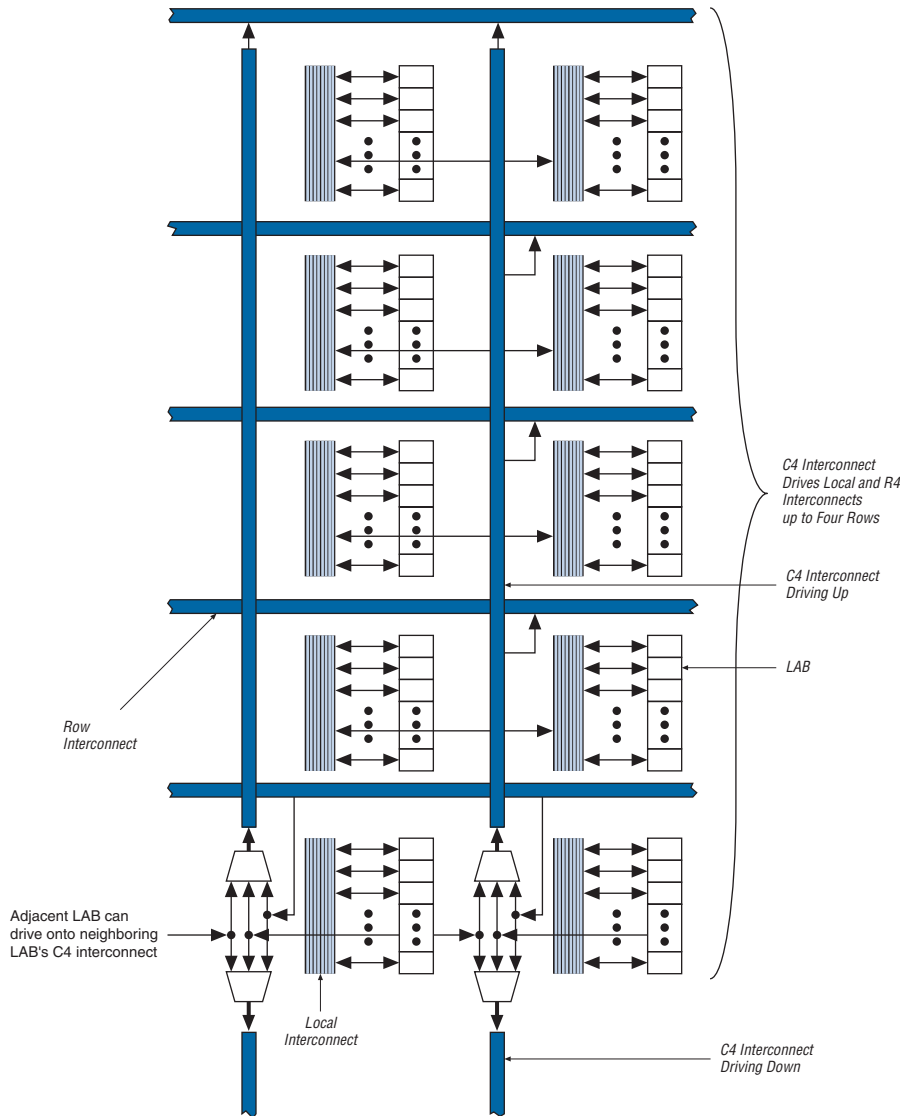 C4 Interconnect
Drives Local and R4
Interconnects
up to Four Rows
C4 Interconnect
Driving Up
LAB
Row
Interconnect
Adjacent LAB can
drive onto neighboring
LAB's C4 interconnect
Local
Interconnect
C4 Interconnect
Driving Down